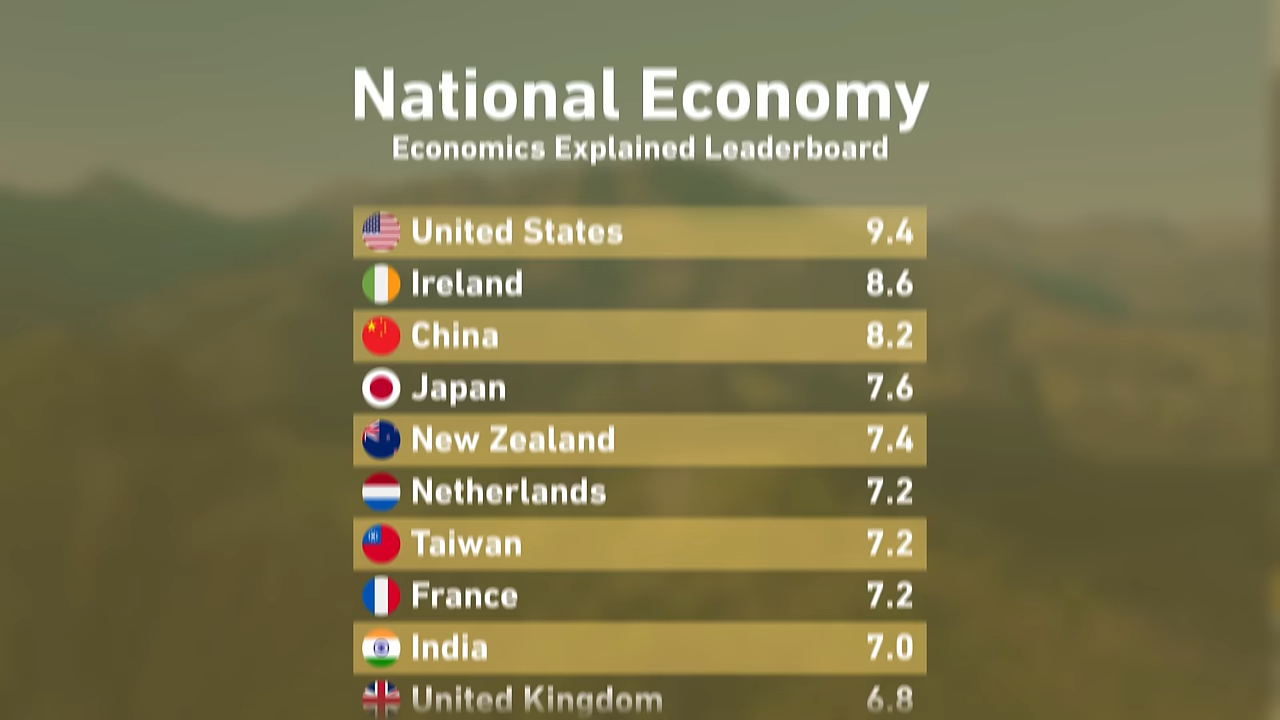 National Economy
Economics Explained Leaderboard
United States 9.4
Ireland 8.6
China 8.2
Japan 7.6
New Zealand 7.4
Netherlands 7.2
Taiwan 7.2
France 7.2
India 7.0
United Kingdom 6.8